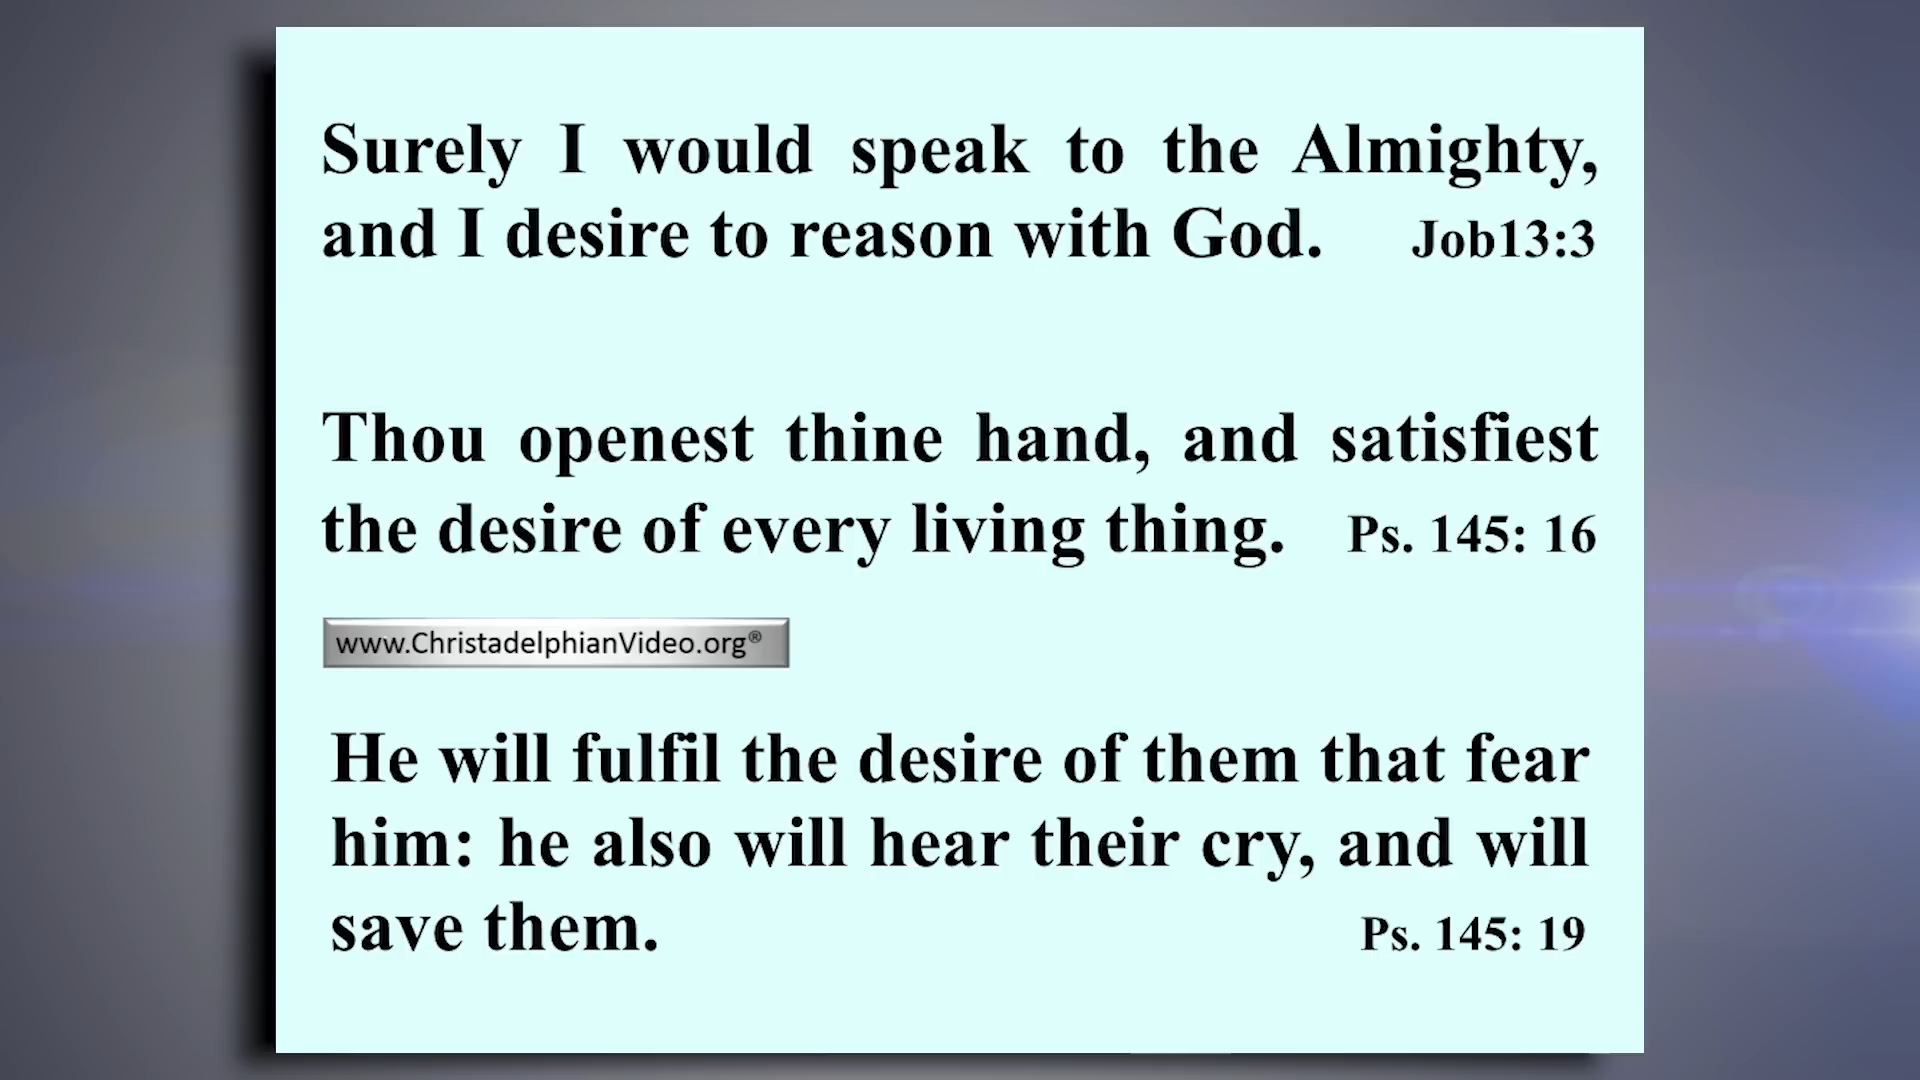 Surely I would speak to the Almighty,
and I desire to reason with God. Job13:3
Thou openest thine hand, and satisfiest
the desire of every living thing. Ps. 145: 16
www.ChristadelphianVideo.org®
He will fulfil the desire of them that fear
him: he also will hear their cry, and will
save them. Ps. 145: 19